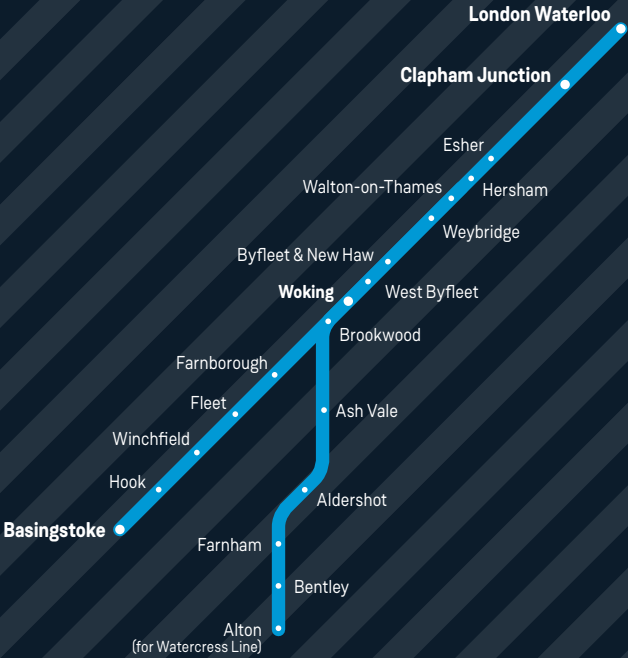 London Waterloo
Clapham Junction
Esher
Walton-on-Thames
Hersham
Weybridge
Byfleet & New Haw
West Byfleet
Woking
Brookwood
Farnborough
Fleet
Ash Vale
Winchfield
Hook
Aldershot
Basingstoke
Farnham
Bentley
Alton
(for Watercress Line)